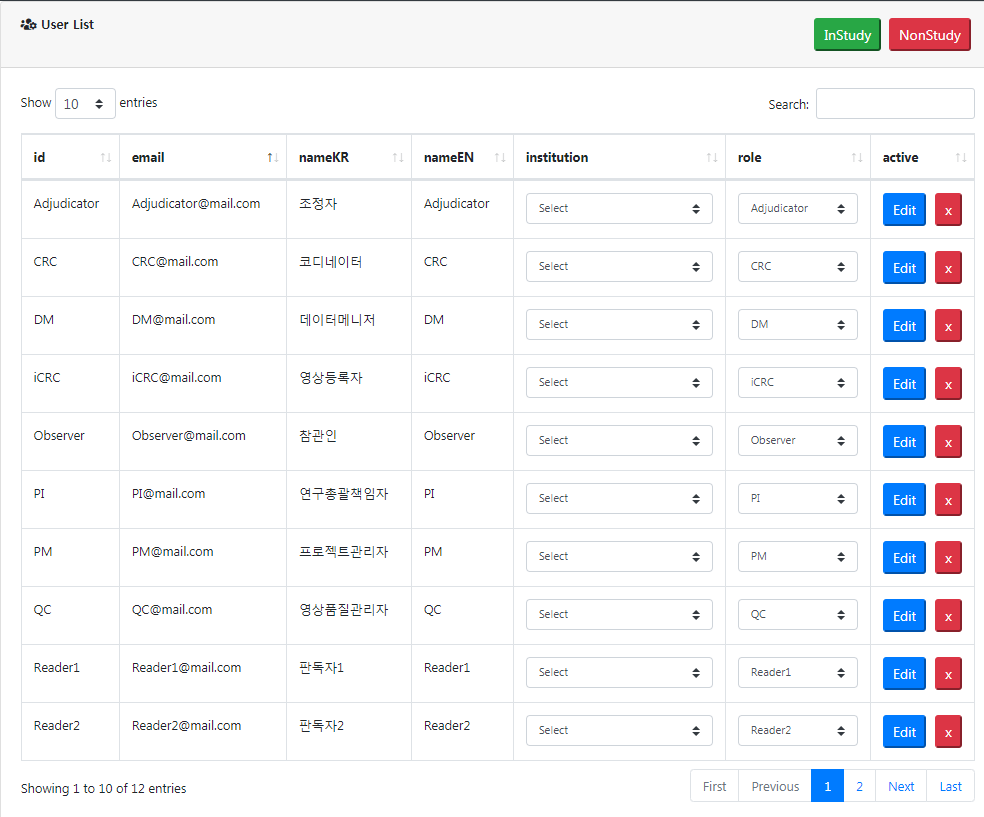 User List
InStudy NonStudy
Show 10 entries Search:
id email nameKR nameEN institution role active
Adjudicator Adjudicator@mail.com 조정자 Adjudicator Select Adjudicator Edit x
CRC CRC@mail.com 코디네이터 CRC Select CRC Edit x
DM DM@mail.com 데이터메니저 DM Select DM Edit x
iCRC iCRC@mail.com 영상등록자 iCRC Select iCRC Edit x
Observer Observer@mail.com 참관인 Observer Select Observer Edit x
PI PI@mail.com 연구총괄책임자 PI Select PI Edit x
PM PM@mail.com 프로젝트관리자 PM Select PM Edit x
QC QC@mail.com 영상품질관리자 QC Select QC Edit x
Reader1 Reader1@mail.com 판독자1 Reader1 Select Reader1 Edit x
Reader2 Reader2@mail.com 판독자2 Reader2 Select Reader2 Edit x
Showing 1 to 10 of 12 entries First Previous 1 2 Next Last